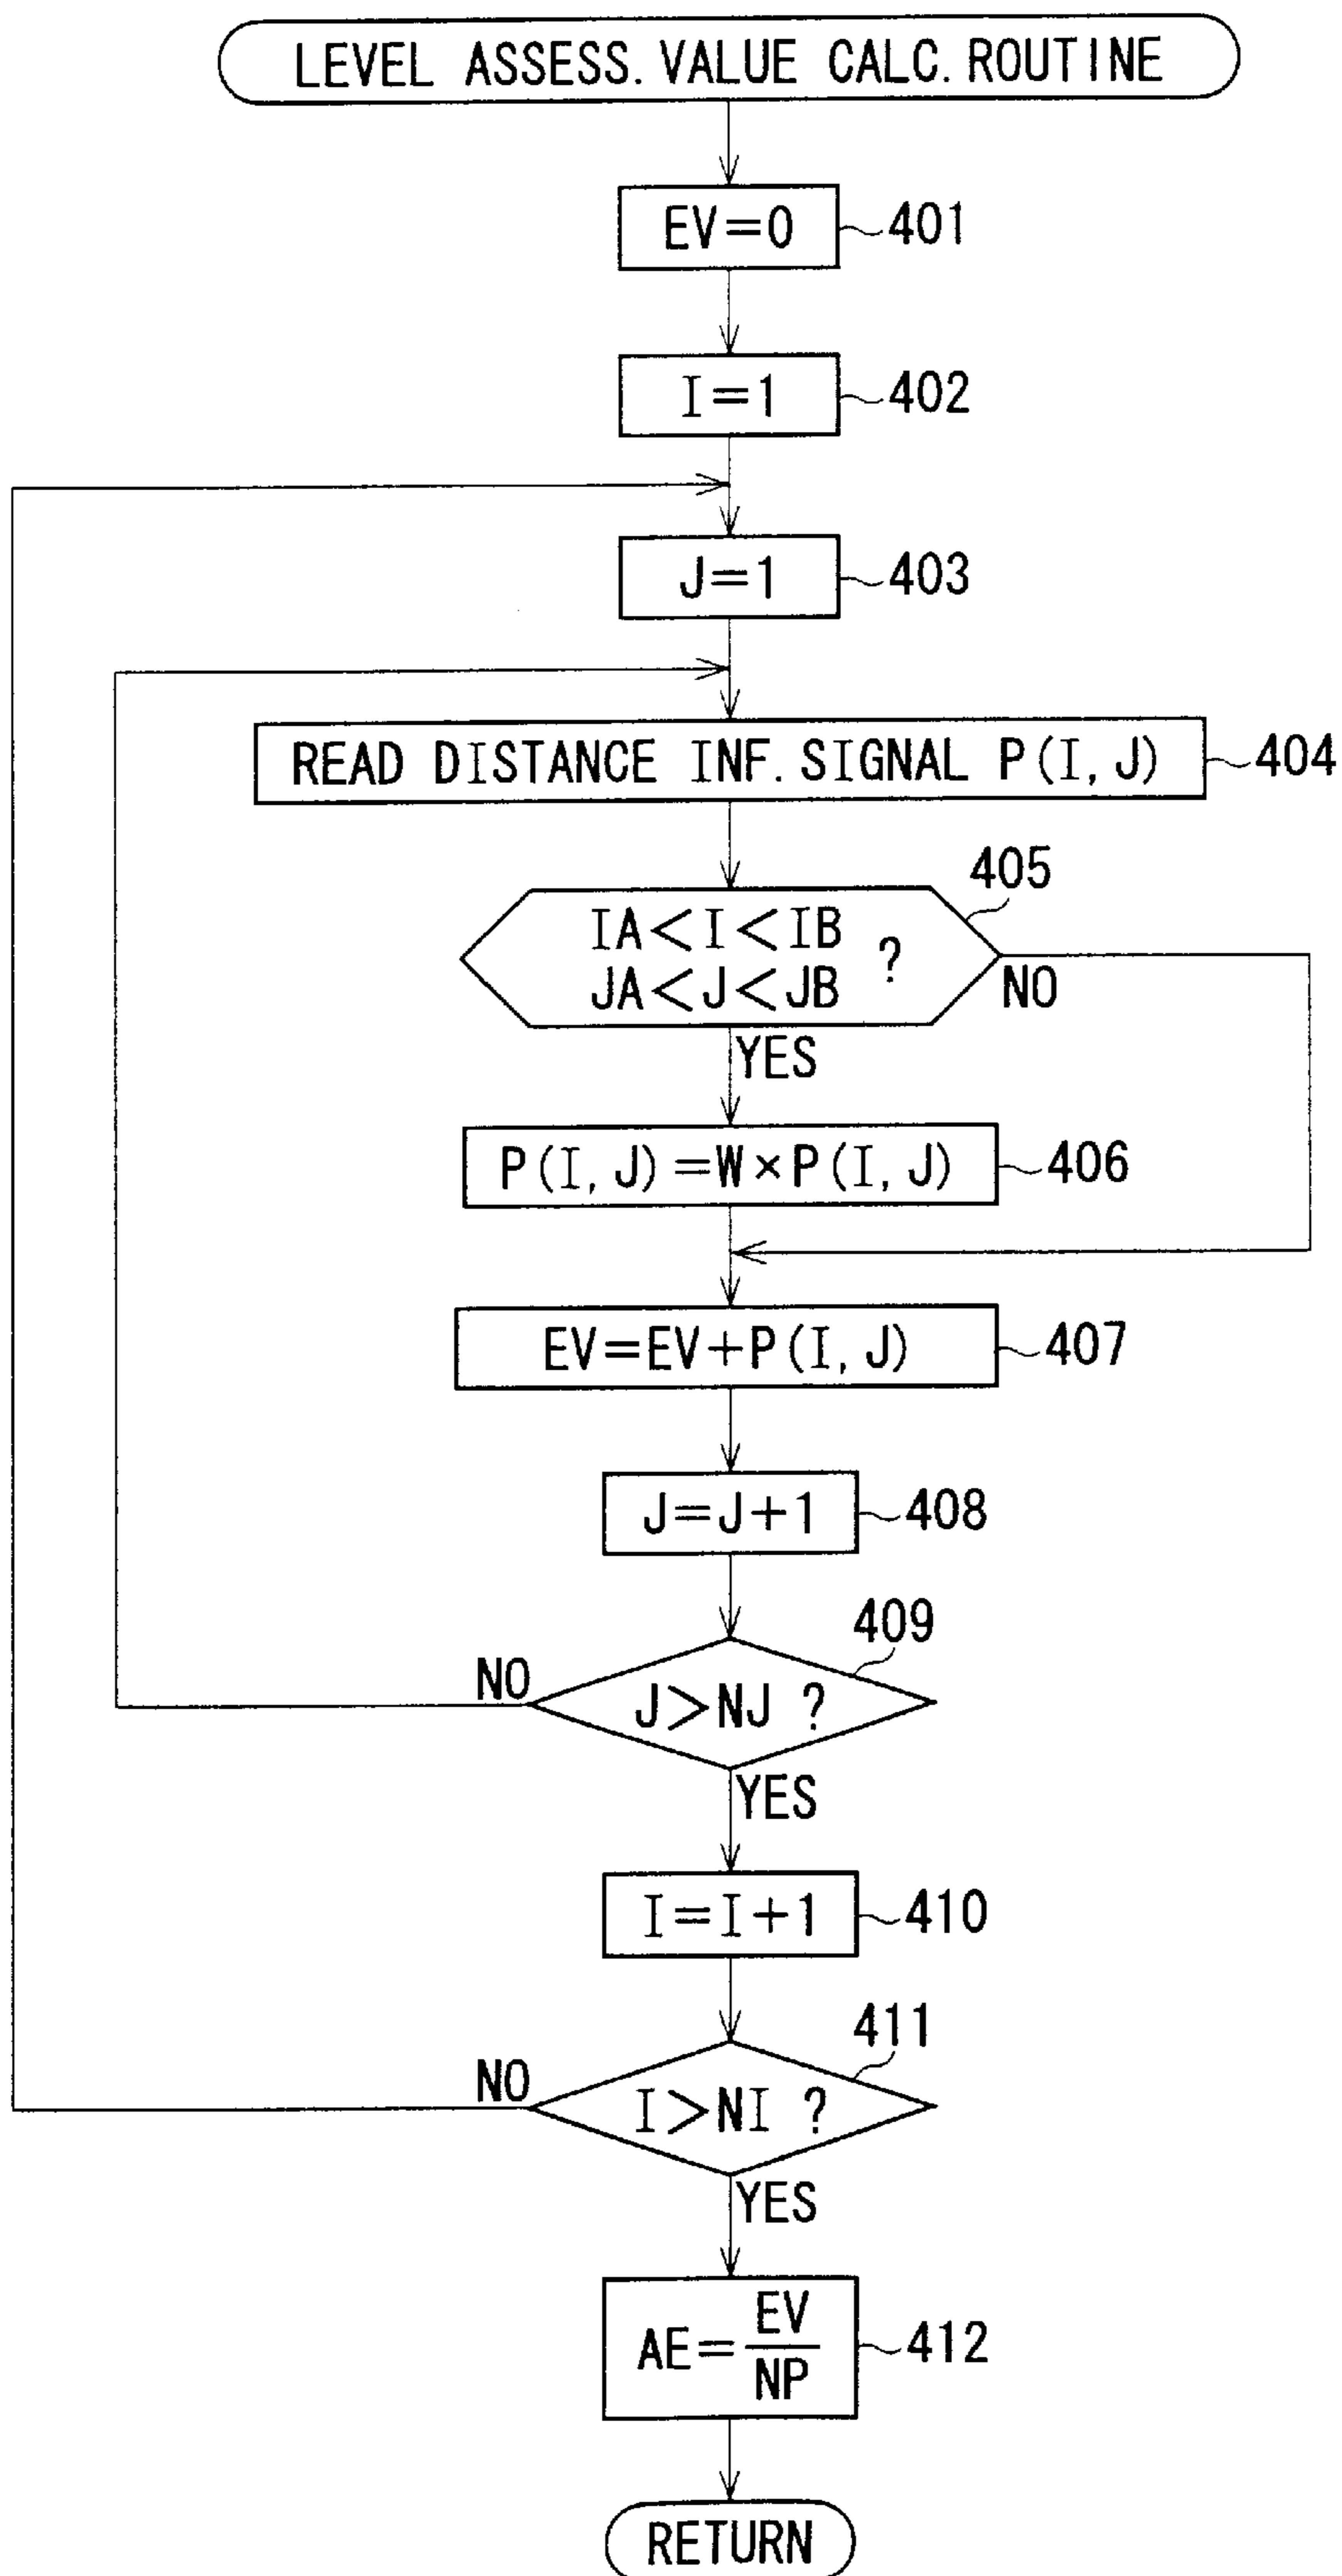 LEVEL ASSESS. VALUE CALC. ROUTINE
EV=0
401
I=1
402
J=1
403
READ DISTANCE INF. SIGNAL P(I, J)
404
405
IA<I<IB
JA<J<JB
?
NO
YES
P(I, J)=W×P(I, J)
406
EV=EV+P(I, J)
407
J=J+1
408
409
NO
J>NJ ?
YES
I=I+1
410
411
NO
I>NI ?
YES
AE=EV/NP
412
RETURN